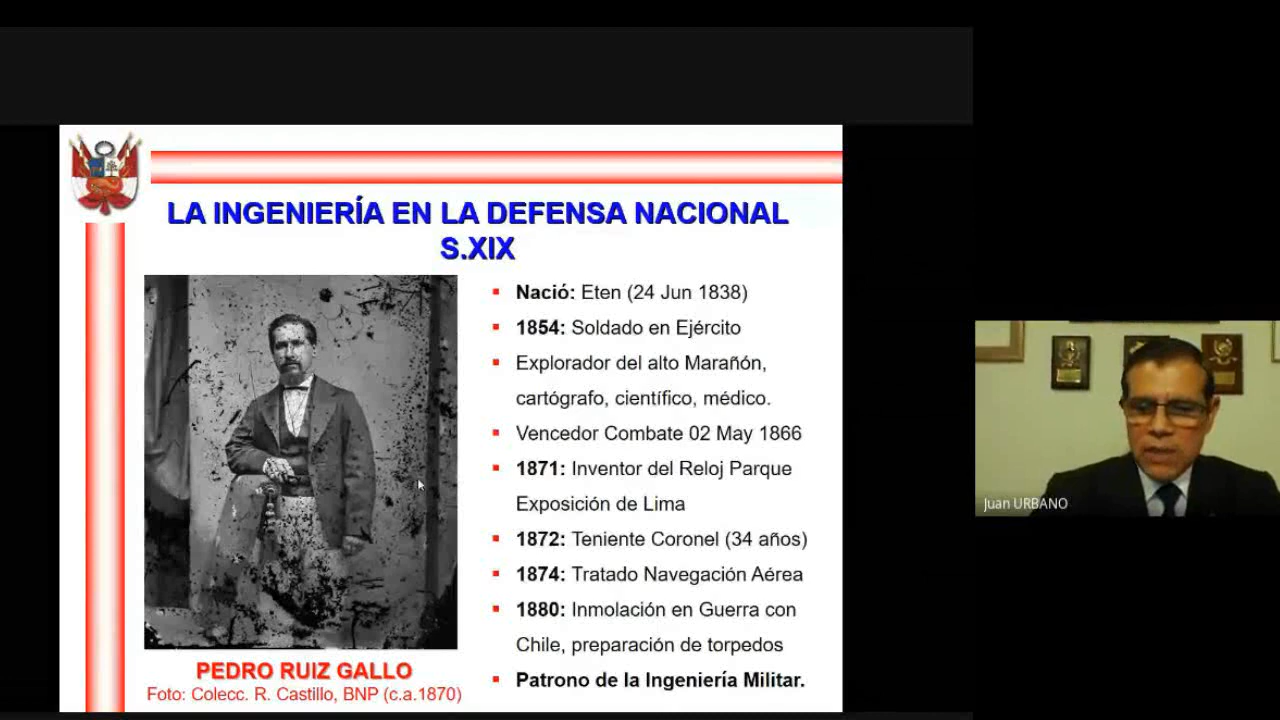 LA INGENIERÍA EN LA DEFENSA NACIONAL
S.XIX
Nació: Eten (24 Jun 1838)
1854: Soldado en Ejército
Explorador del alto Marañón,
cartógrafo, científico, médico.
Vencedor Combate 02 May 1866
1871: Inventor del Reloj Parque
Exposición de Lima
1872: Teniente Coronel (34 años)
1874: Tratado Navegación Aérea
1880: Inmolación en Guerra con
Chile, preparación de torpedos
Patrono de la Ingeniería Militar.
PEDRO RUIZ GALLO
Foto: Colecc. R. Castillo, BNP (c.a.1870)
Juan URBANO